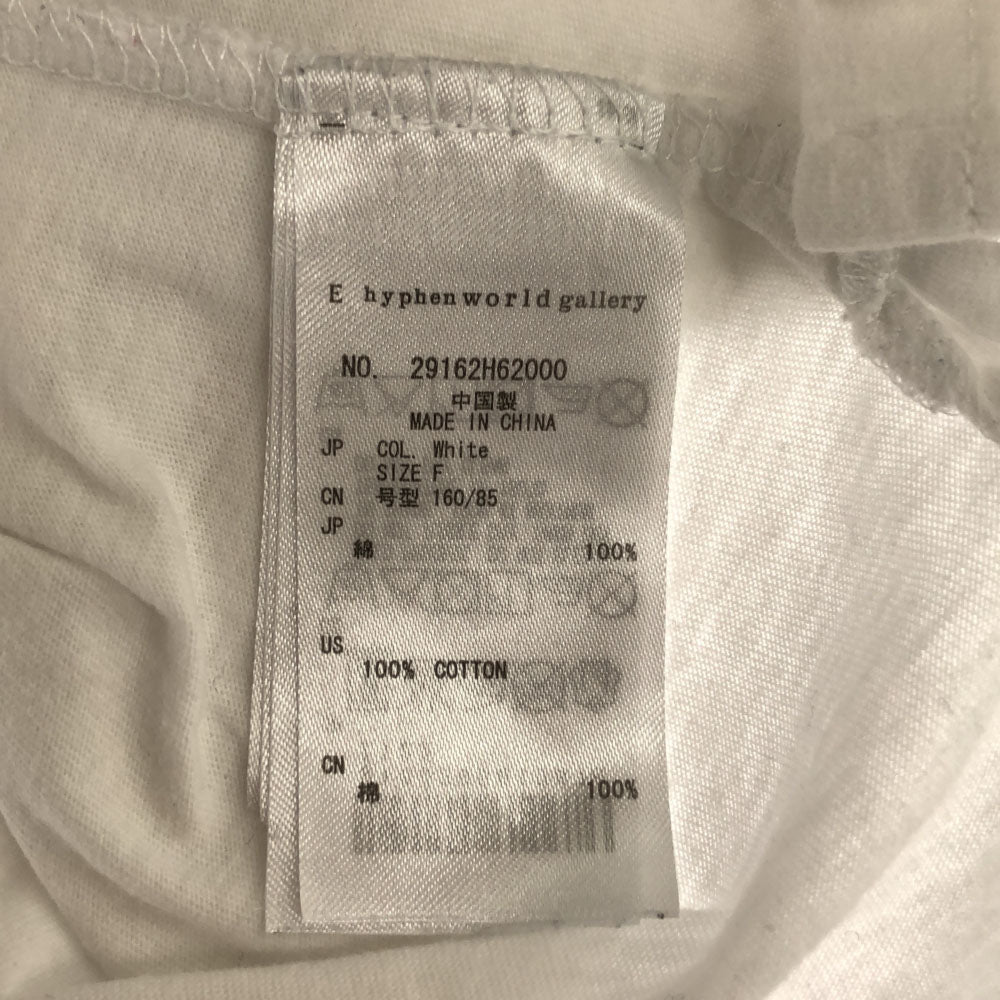 E hyphen world gallery
NO. 29162H62000
中国製
MADE IN CHINA
JP COL. White
SIZE F
CN 号型 160/85
JP
綿 100%
US
100% COTTON
CN
棉 100%